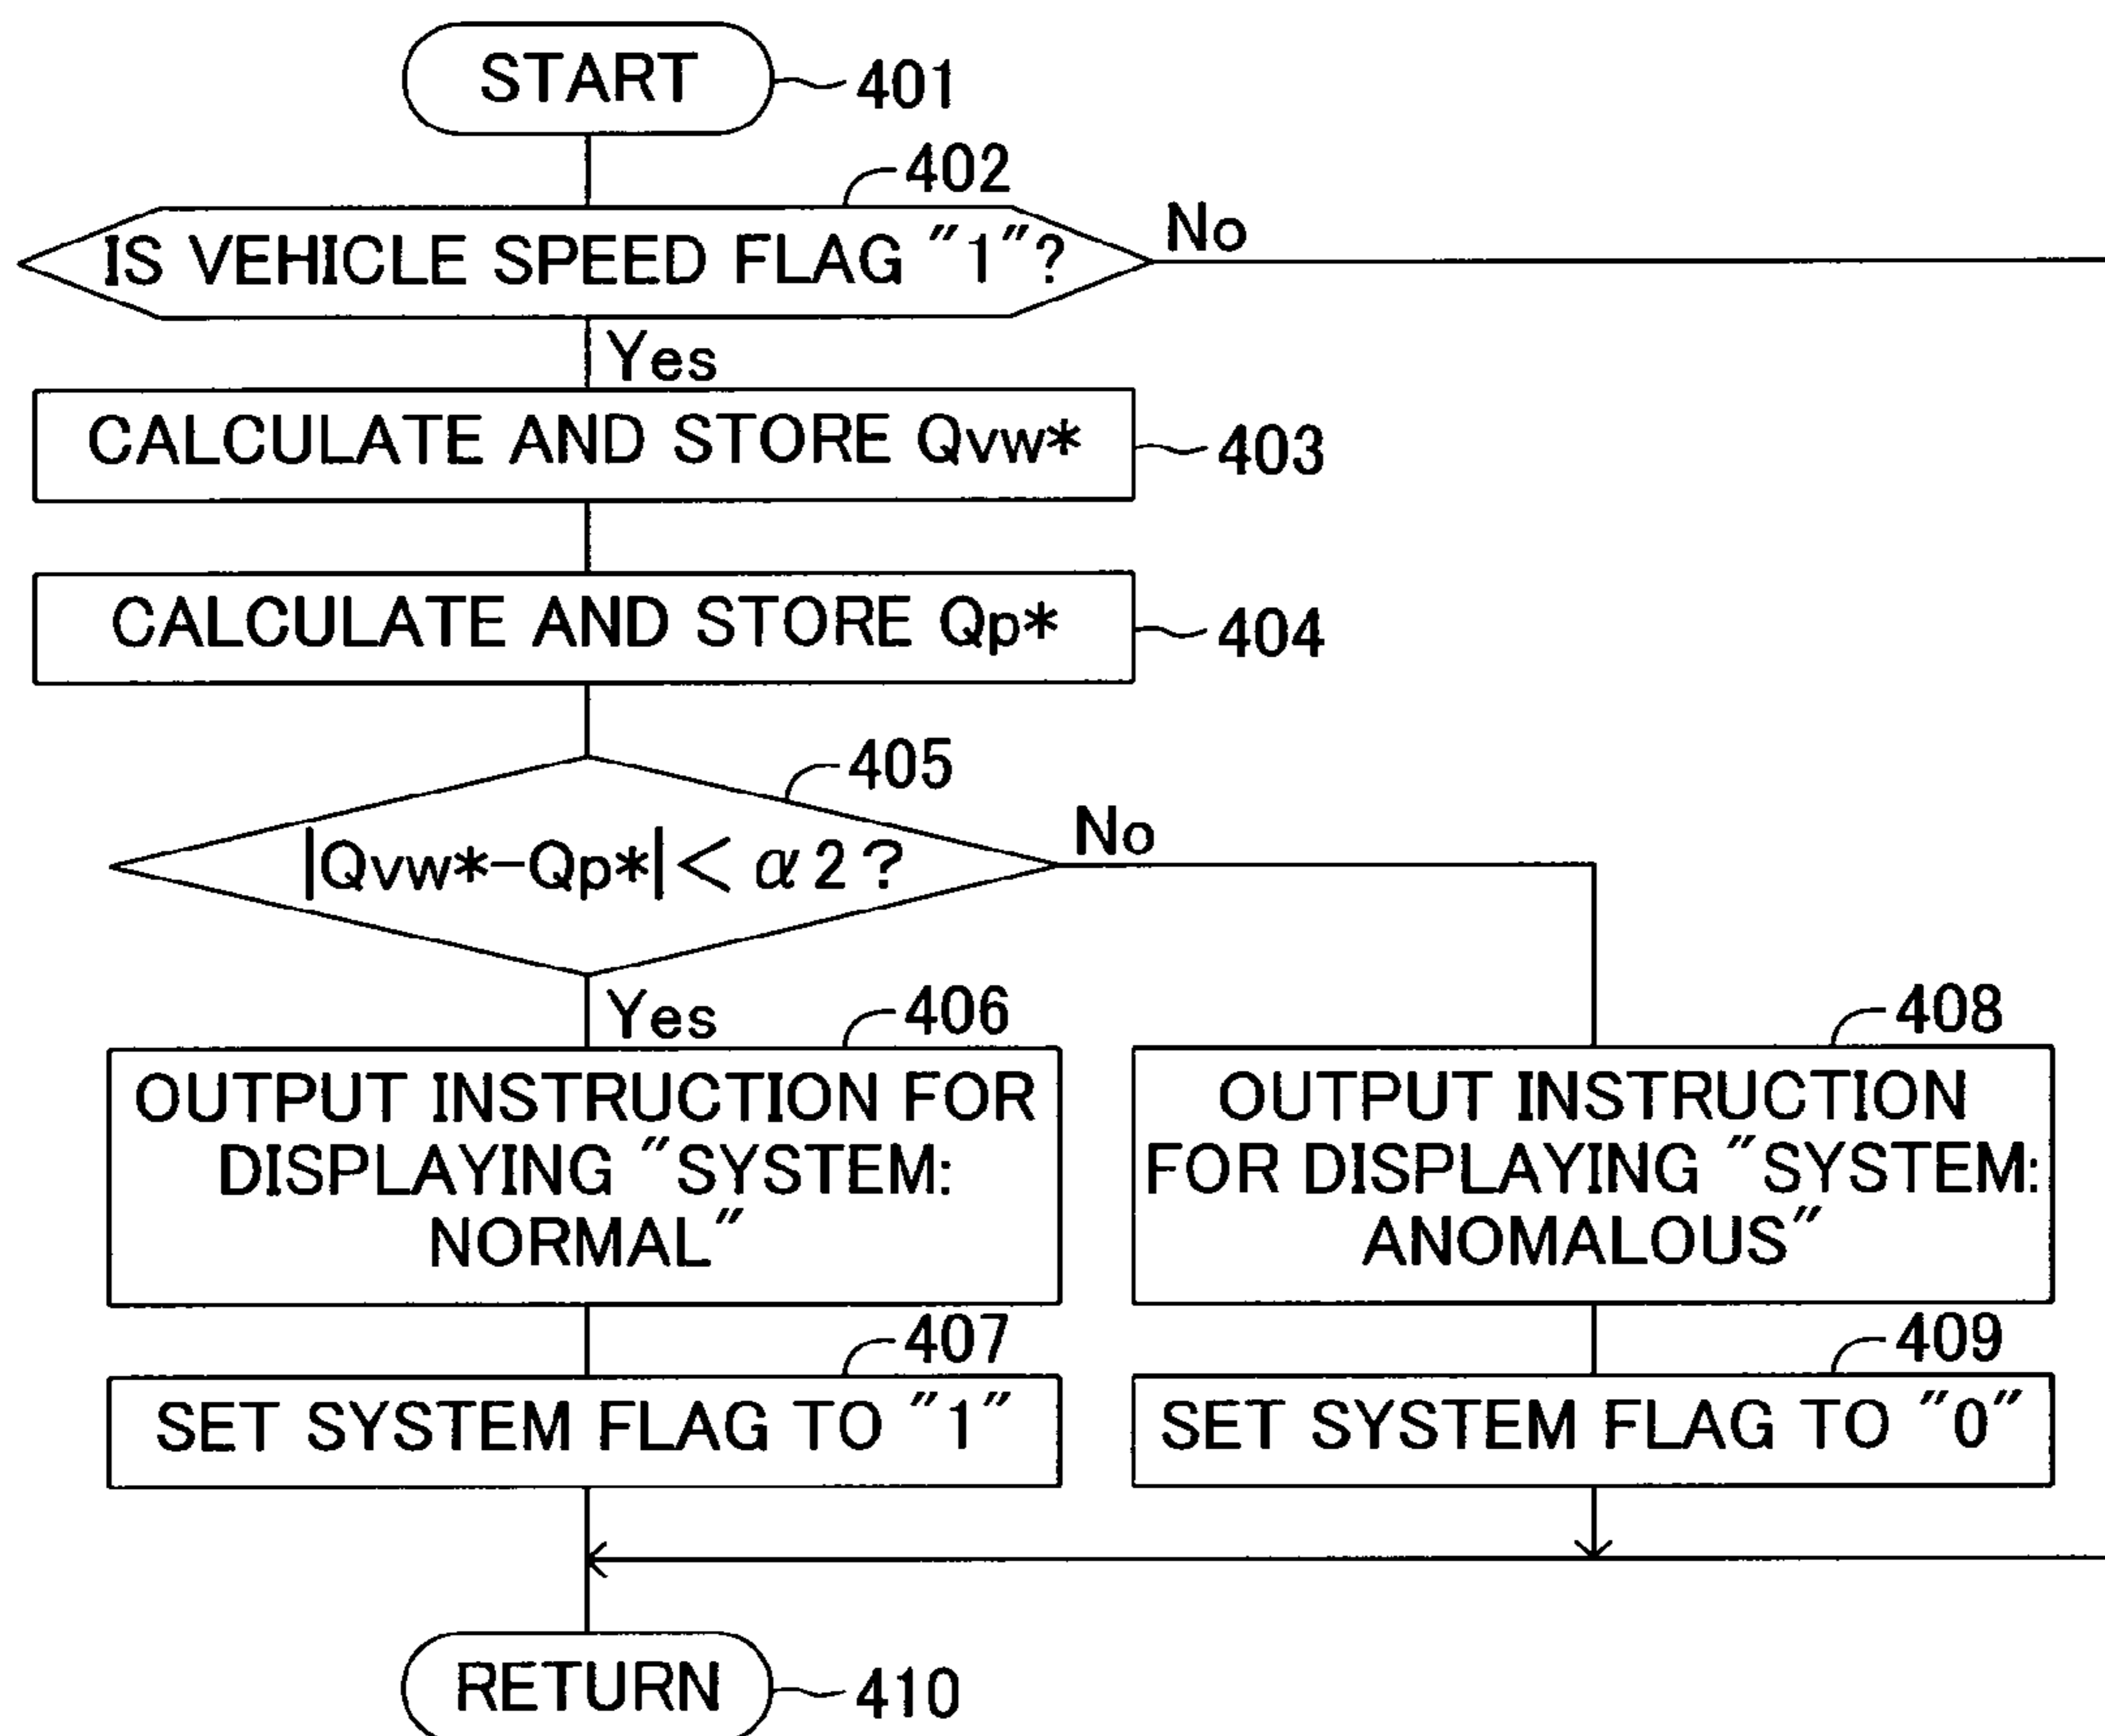 START
401
402
IS VEHICLE SPEED FLAG "1"?
No
Yes
CALCULATE AND STORE Qvw*
403
CALCULATE AND STORE Qp*
404
405
|Qvw*-Qp*| < α2?
No
Yes
406
OUTPUT INSTRUCTION FOR
DISPLAYING "SYSTEM:
NORMAL"
408
OUTPUT INSTRUCTION
FOR DISPLAYING "SYSTEM:
ANOMALOUS"
407
SET SYSTEM FLAG TO "1"
409
SET SYSTEM FLAG TO "0"
RETURN
410